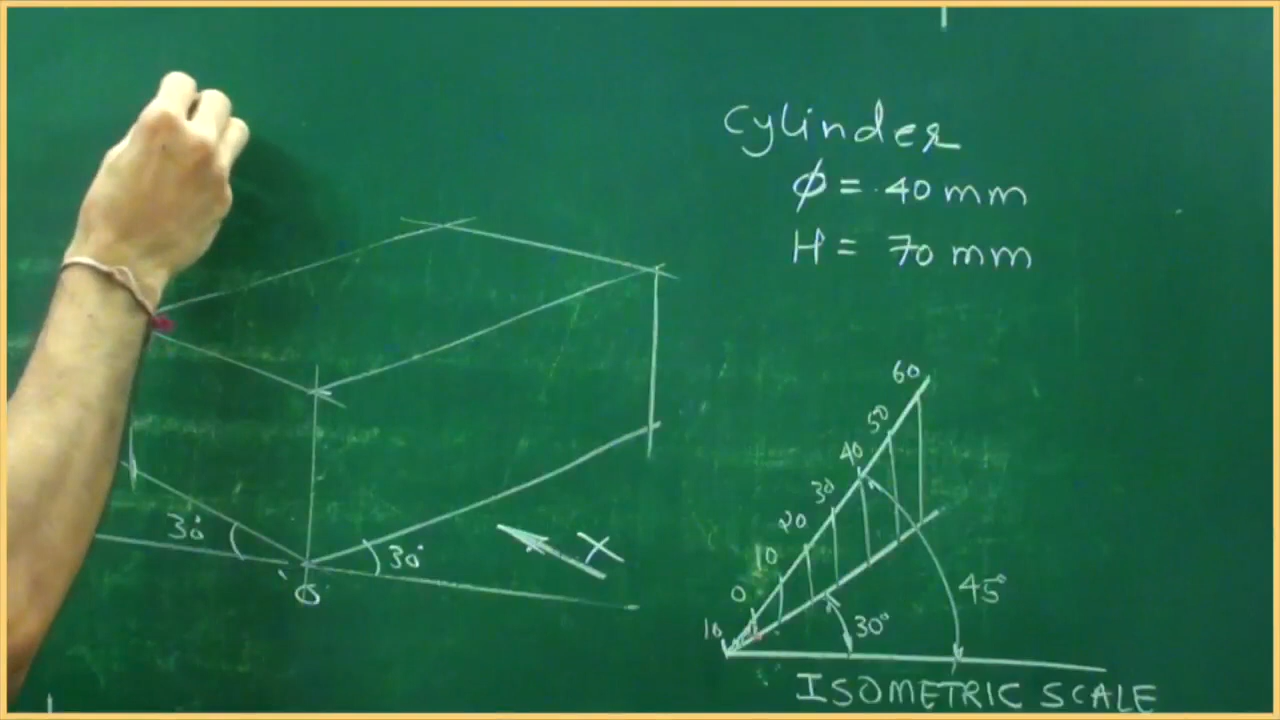 Cylinder
ϕ = 40 mm
H = 70 mm
60
50
40
30
20
10
0
10
30°
45°
ISOMETRIC SCALE
30°
30°
O
X